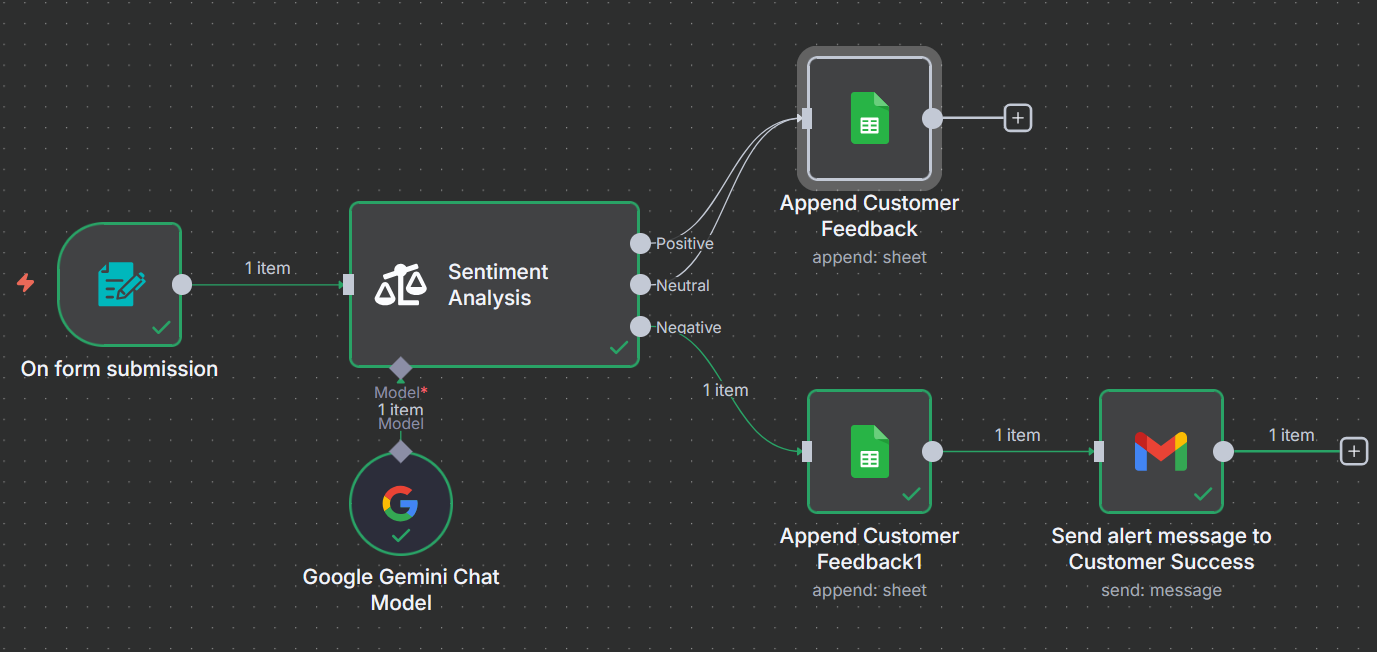 Append Customer
Feedback
append: sheet
1 item
Sentiment
Analysis
Positive
Neutral
Negative
On form submission
Model*
1 item
Model
1 item
1 item
1 item
Google Gemini Chat
Model
Append Customer
Feedback1
append: sheet
Send alert message to
Customer Success
send: message